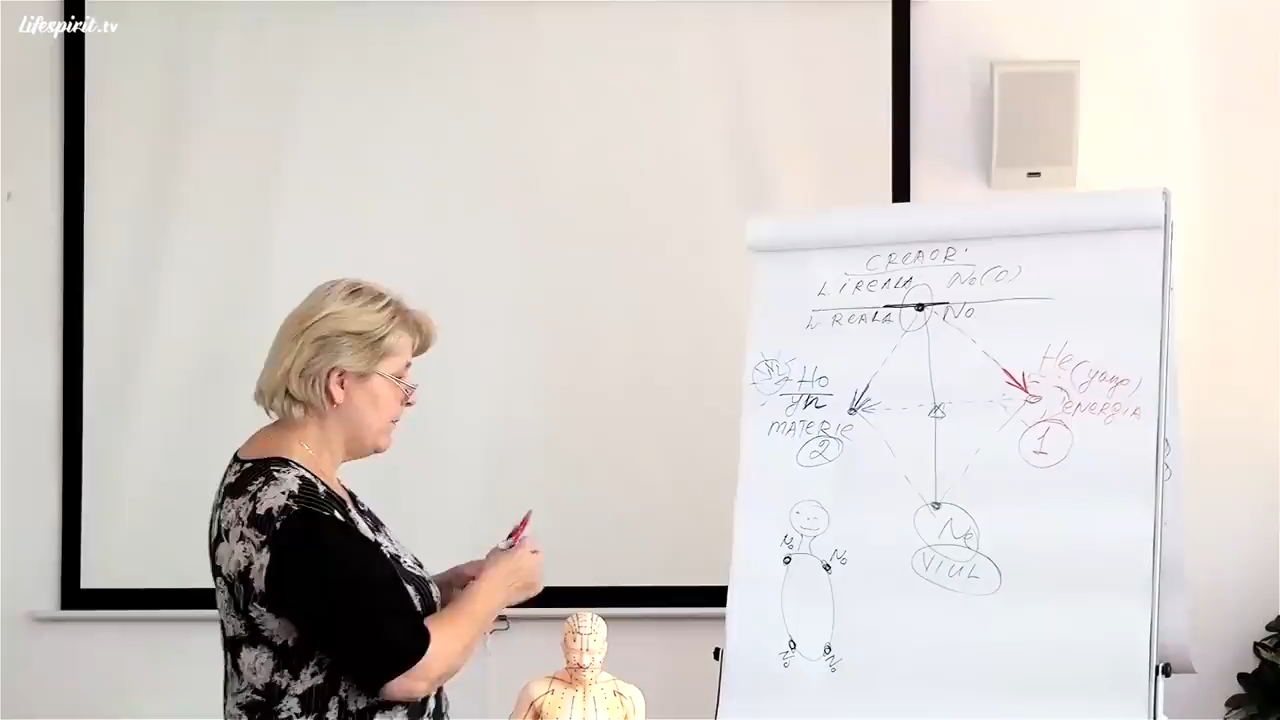 Lifespirit.tv
CREAOR
L. IREALA No(0)
L. REALA No
He (yang)
ENERGIA
1
Ho
yn
MATERIE
2
Ne
VIUL
No No
No No